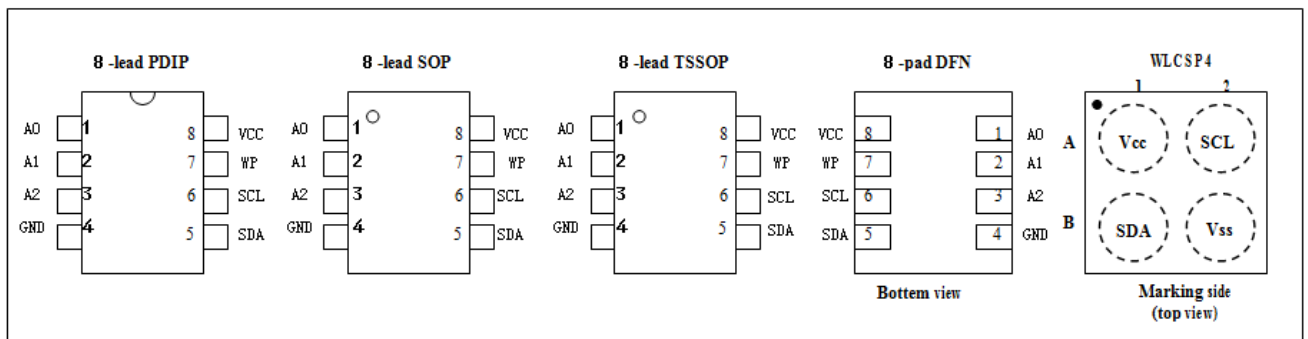 8 -lead PDIP
A0 1 8 VCC
A1 2 7 WP
A2 3 6 SCL
GND 4 5 SDA
8 -lead SOP
A0 1 8 VCC
A1 2 7 WP
A2 3 6 SCL
GND 4 5 SDA
8 -lead TSSOP
A0 1 8 VCC
A1 2 7 WP
A2 3 6 SCL
GND 4 5 SDA
8 -pad DFN
VCC 8 1 A0
WP 7 2 A1
SCL 6 3 A2
SDA 5 4 GND
Bottem view
WLCSP4
1 2
A Vcc SCL
B SDA Vss
Marking side
(top view)